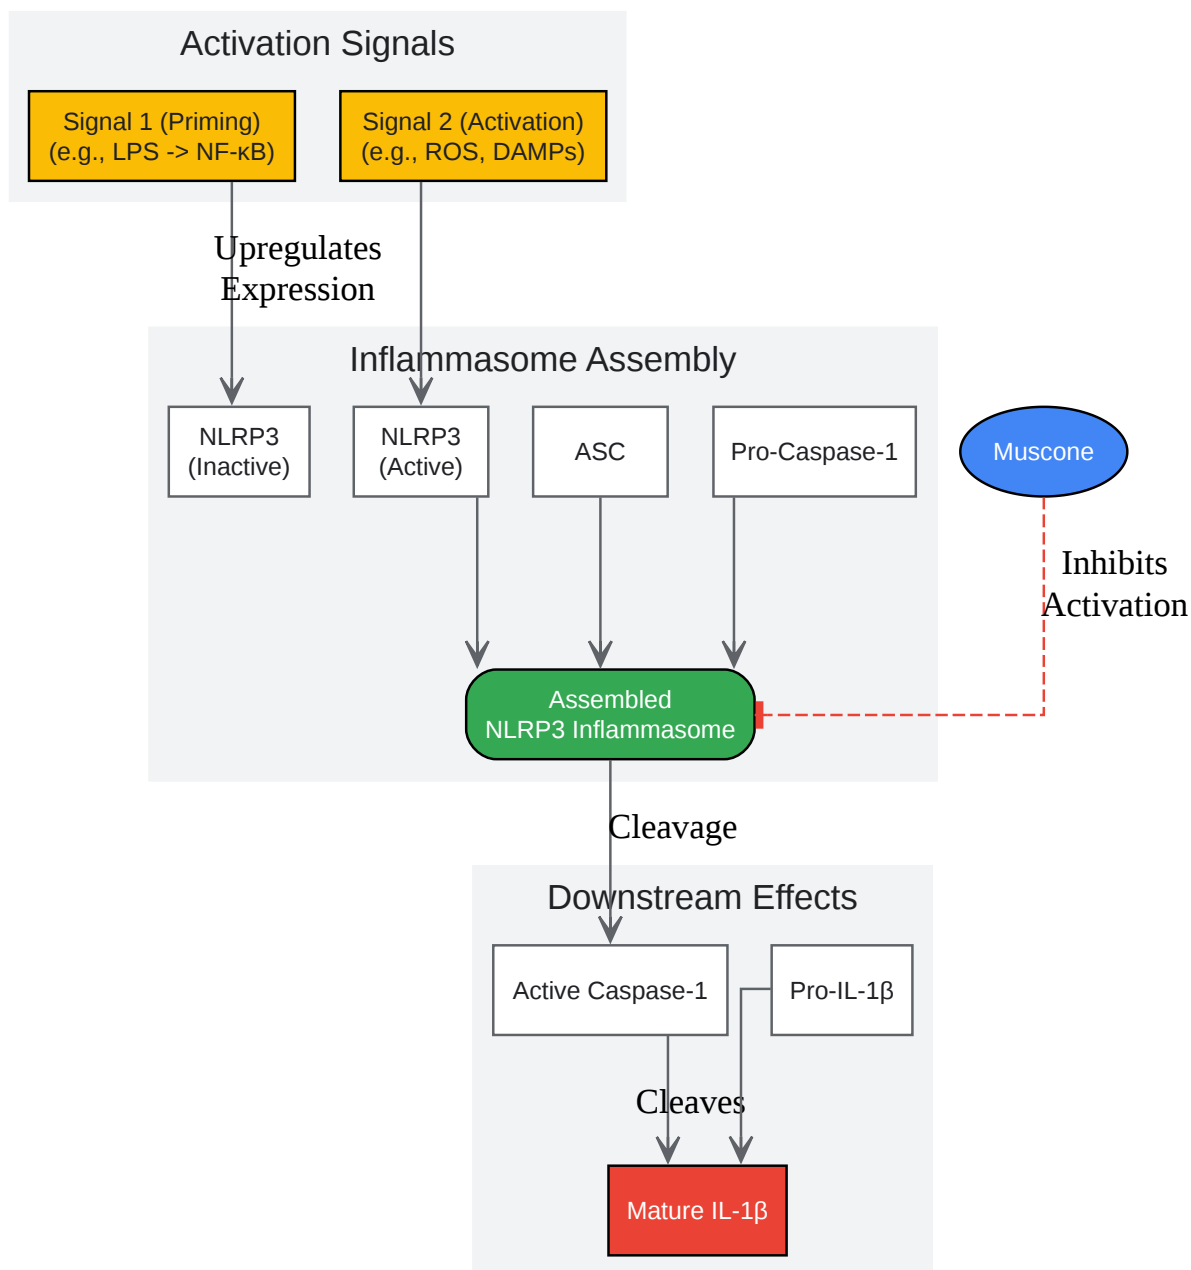 Activation Signals
Signal 1 (Priming)
(e.g., LPS -> NF-κB)
Signal 2 (Activation)
(e.g., ROS, DAMPs)
Upregulates
Expression
Inflammasome Assembly
NLRP3
(Inactive)
NLRP3
(Active)
ASC
Pro-Caspase-1
Muscone
Inhibits
Activation
Assembled
NLRP3 Inflammasome
Cleavage
Downstream Effects
Active Caspase-1
Pro-IL-1β
Cleaves
Mature IL-1β